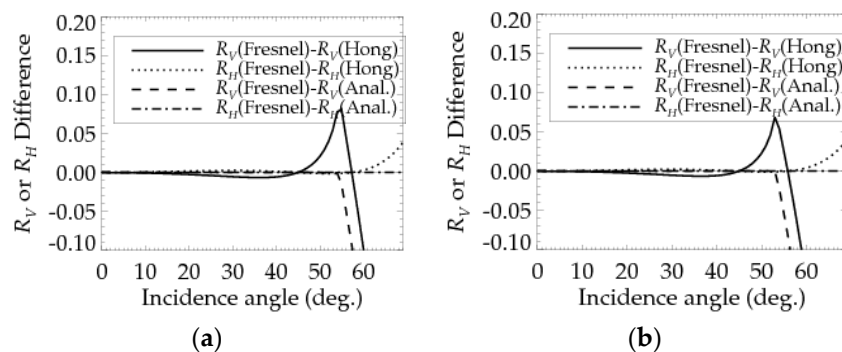 0.20
0.15
0.10
0.05
0.00
-0.05
-0.10
R_V or R_H Difference
R_V(Fresnel)-R_V(Hong)
R_H(Fresnel)-R_H(Hong)
R_V(Fresnel)-R_V(Anal.)
R_H(Fresnel)-R_H(Anal.)
0 10 20 30 40 50 60
Incidence angle (deg.)
(a)
0.20
0.15
0.10
0.05
0.00
-0.05
-0.10
R_V or R_H Difference
R_V(Fresnel)-R_V(Hong)
R_H(Fresnel)-R_H(Hong)
R_V(Fresnel)-R_V(Anal.)
R_H(Fresnel)-R_H(Anal.)
0 10 20 30 40 50 60
Incidence angle (deg.)
(b)